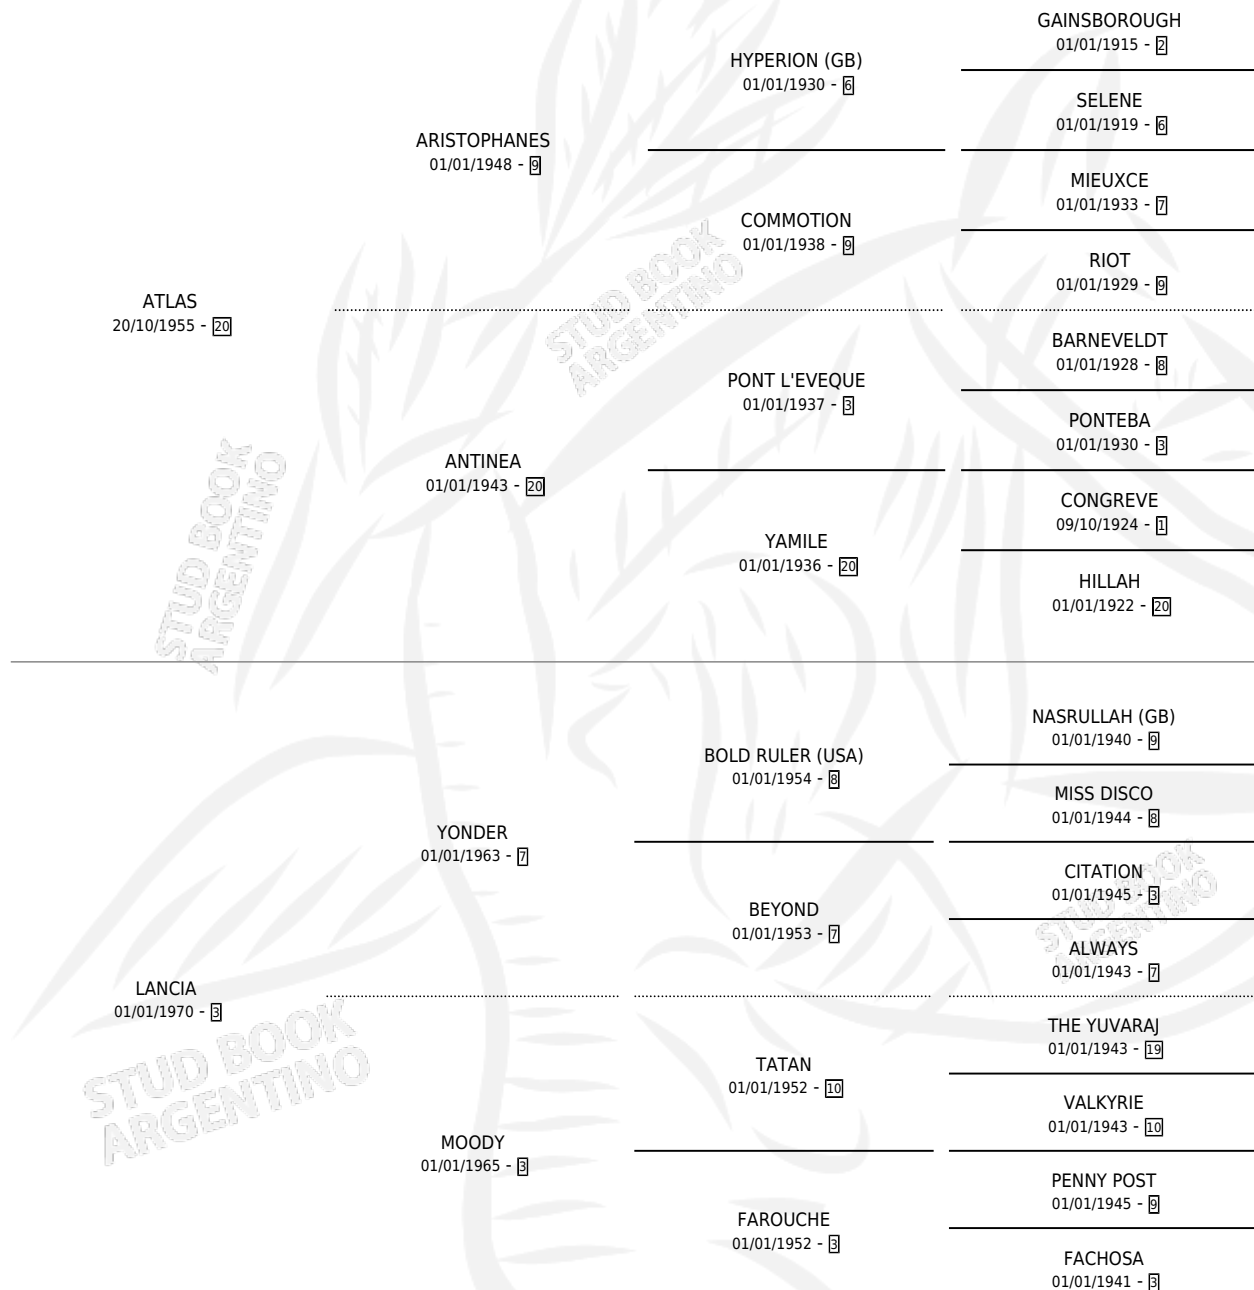 GAINSBOROUGH
01/01/1915 - 2
HYPERION (GB)
01/01/1930 - 6
SELENE
01/01/1919 - 6
ARISTOPHANES
01/01/1948 - 9
MIEUXCE
01/01/1933 - 7
COMMOTION
01/01/1938 - 9
RIOT
01/01/1929 - 9
ATLAS
20/10/1955 - 20
BARNEVELDT
01/01/1928 - 8
PONT L'EVEQUE
01/01/1937 - 3
PONTEBA
01/01/1930 - 3
ANTINEA
01/01/1943 - 20
CONGREVE
09/10/1924 - 1
YAMILE
01/01/1936 - 20
HILLAH
01/01/1922 - 20
STUD BOOK
ARGENTINO
STUD BOOK
ARGENTINO
NASRULLAH (GB)
01/01/1940 - 9
BOLD RULER (USA)
01/01/1954 - 8
MISS DISCO
01/01/1944 - 8
YONDER
01/01/1963 - 7
CITATION
01/01/1945 - 3
BEYOND
01/01/1953 - 7
ALWAYS
01/01/1943 - 7
LANCIA
01/01/1970 - 3
THE YUVARAJ
01/01/1943 - 19
TATAN
01/01/1952 - 10
VALKYRIE
01/01/1943 - 10
MOODY
01/01/1965 - 3
PENNY POST
01/01/1945 - 9
FAROUCHE
01/01/1952 - 3
FACHOSA
01/01/1941 - 3
STUD BOOK
ARGENTINO
STUD BOOK
ARGENTINO